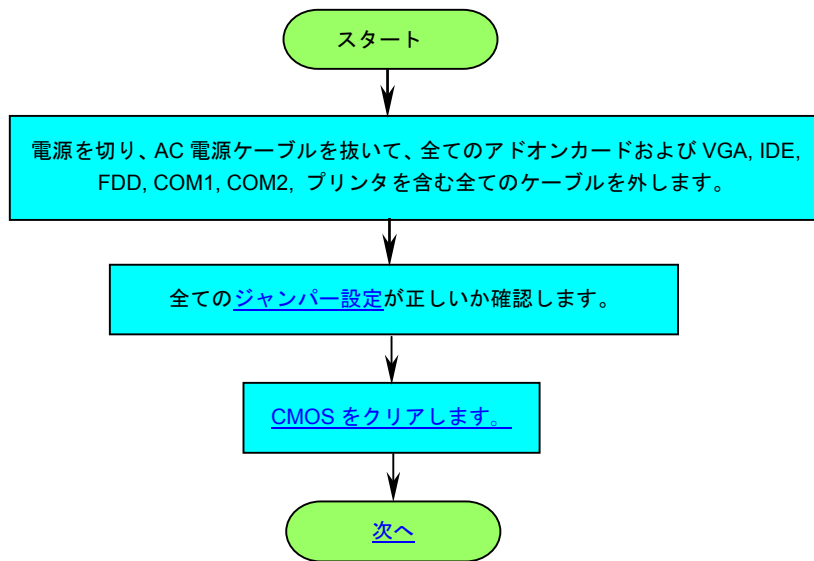 スタート
電源を切り、AC 電源ケーブルを抜いて、全てのアドオンカードおよび VGA, IDE,
FDD, COM1, COM2, プリンタを含む全てのケーブルを外します。
全てのジャンパー設定が正しいか確認します。
CMOS をクリアします。
次へ